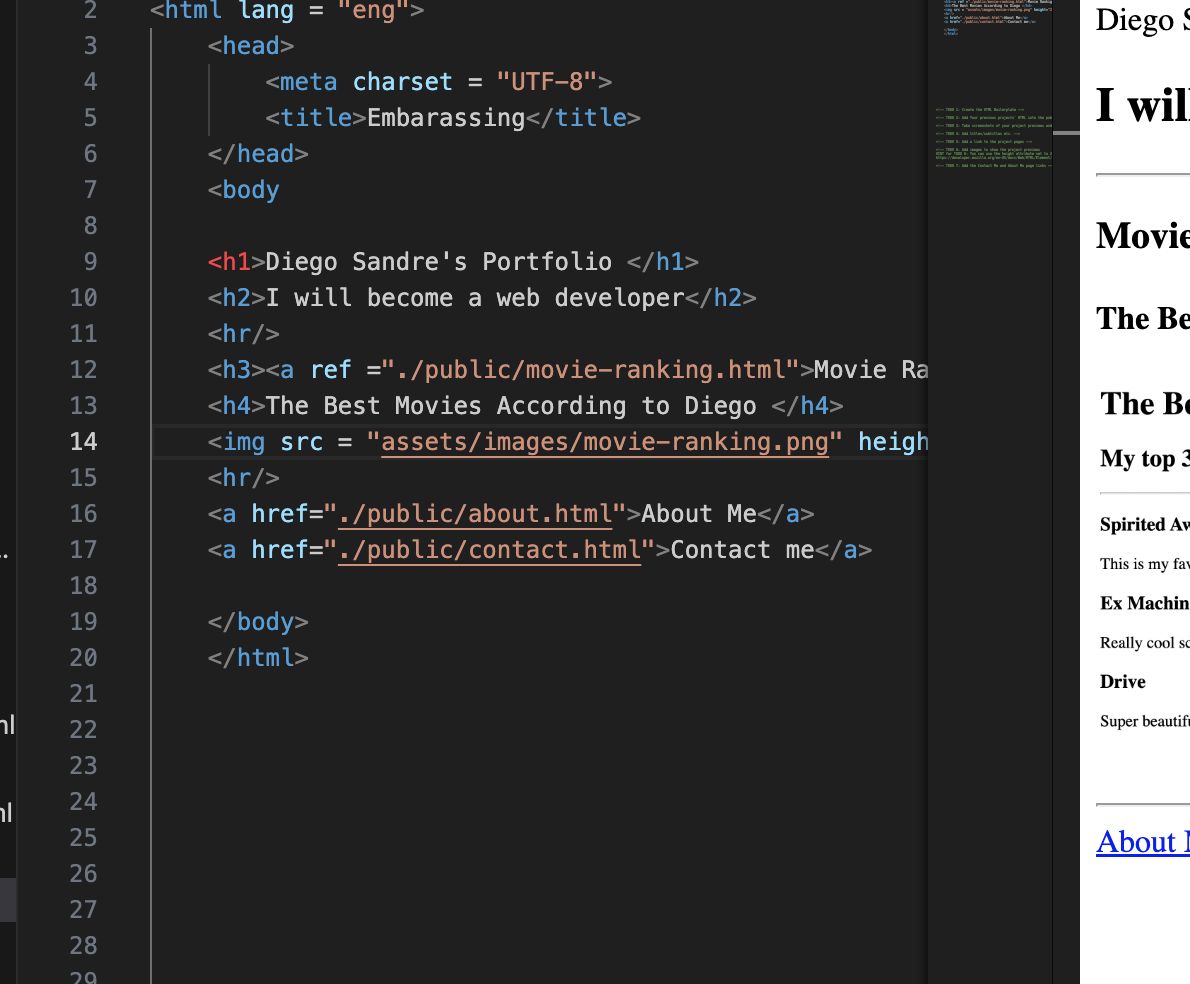 2 <html lang = "eng">
3 <head>
4 <meta charset = "UTF-8">
5 <title>Embarassing</title>
6 </head>
7 <body
8
9 <h1>Diego Sandre's Portfolio </h1>
10 <h2>I will become a web developer</h2>
11 <hr/>
12 <h3><a ref ="./public/movie-ranking.html">Movie Ra
13 <h4>The Best Movies According to Diego </h4>
14 <img src = "assets/images/movie-ranking.png" heigh
15 <hr/>
16 <a href="./public/about.html">About Me</a>
17 <a href="./public/contact.html">Contact me</a>
18
19 </body>
20 </html>
21
22
23
24
25
26
27
28
29
..
ml
ml
Diego S
I will
Movie
The Be
The Be
My top 3
Spirited Aw
This is my fav
Ex Machin
Really cool sc
Drive
Super beautifu
About M